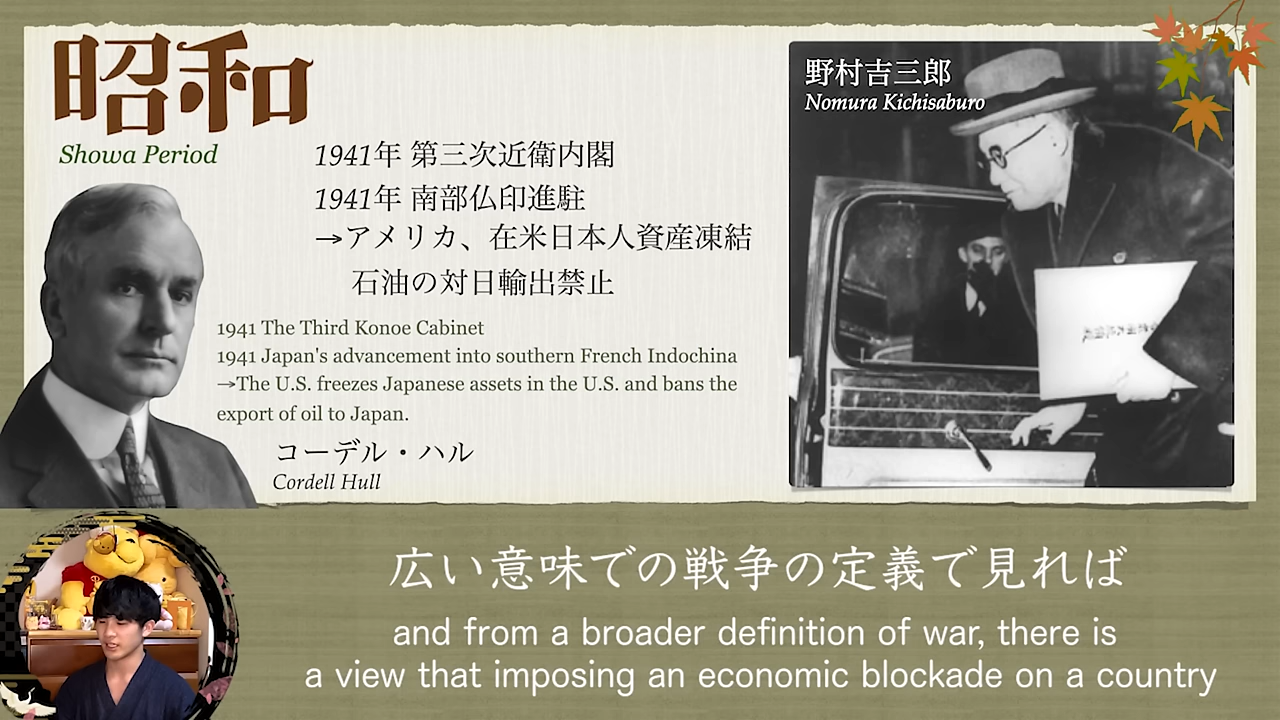 昭和
Showa Period
1941年 第三次近衛内閣
1941年 南部仏印進駐
→アメリカ、在米日本人資産凍結
石油の対日輸出禁止
1941 The Third Konoe Cabinet
1941 Japan's advancement into southern French Indochina
→The U.S. freezes Japanese assets in the U.S. and bans the
export of oil to Japan.
コーデル・ハル
Cordell Hull
野村吉三郎
Nomura Kichisaburo
広い意味での戦争の定義で見れば
and from a broader definition of war, there is
a view that imposing an economic blockade on a country